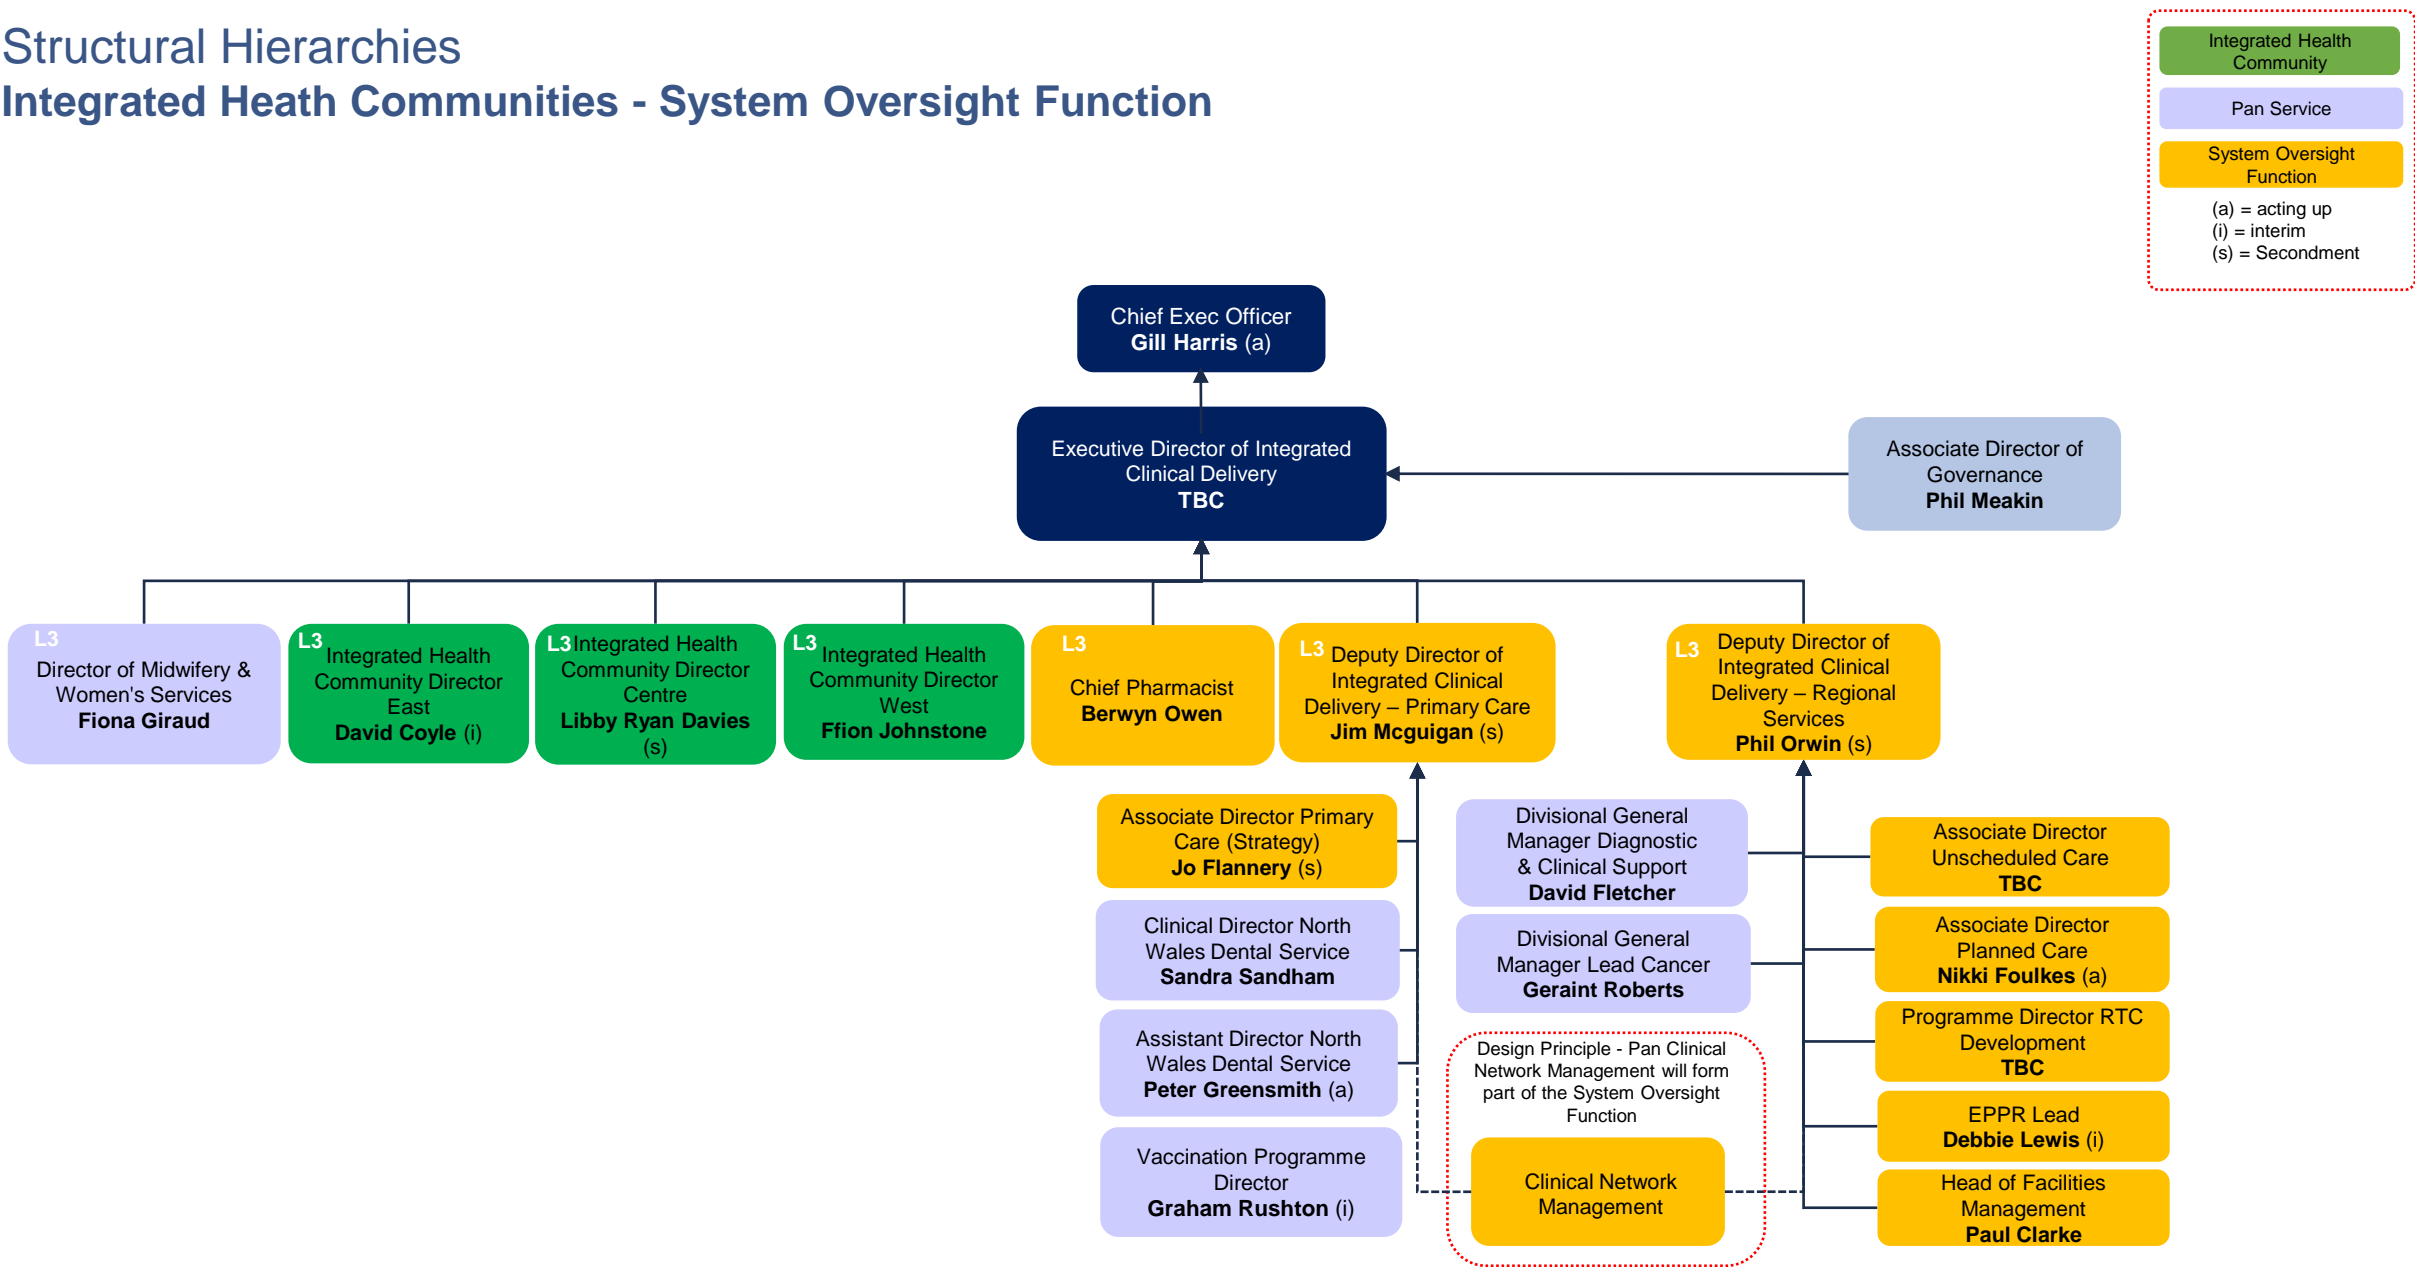 Structural Hierarchies
Integrated Heath Communities - System Oversight Function
Integrated Health
Community
Pan Service
System Oversight
Function
(a) = acting up
(i) = interim
(s) = Secondment
Chief Exec Officer
Gill Harris (a)
Executive Director of Integrated
Clinical Delivery
TBC
Associate Director of
Governance
Phil Meakin
L3
Director of Midwifery &
Women's Services
Fiona Giraud
L3
Integrated Health
Community Director
East
David Coyle (i)
L3
Integrated Health
Community Director
Centre
Libby Ryan Davies
(s)
L3
Integrated Health
Community Director
West
Ffion Johnstone
L3
Chief Pharmacist
Berwyn Owen
L3
Deputy Director of
Integrated Clinical
Delivery – Primary Care
Jim Mcguigan (s)
L3
Deputy Director of
Integrated Clinical
Delivery – Regional
Services
Phil Orwin (s)
Associate Director Primary
Care (Strategy)
Jo Flannery (s)
Clinical Director North
Wales Dental Service
Sandra Sandham
Assistant Director North
Wales Dental Service
Peter Greensmith (a)
Vaccination Programme
Director
Graham Rushton (i)
Divisional General
Manager Diagnostic
& Clinical Support
David Fletcher
Divisional General
Manager Lead Cancer
Geraint Roberts
Design Principle - Pan Clinical
Network Management will form
part of the System Oversight
Function
Clinical Network
Management
Associate Director
Unscheduled Care
TBC
Associate Director
Planned Care
Nikki Foulkes (a)
Programme Director RTC
Development
TBC
EPPR Lead
Debbie Lewis (i)
Head of Facilities
Management
Paul Clarke